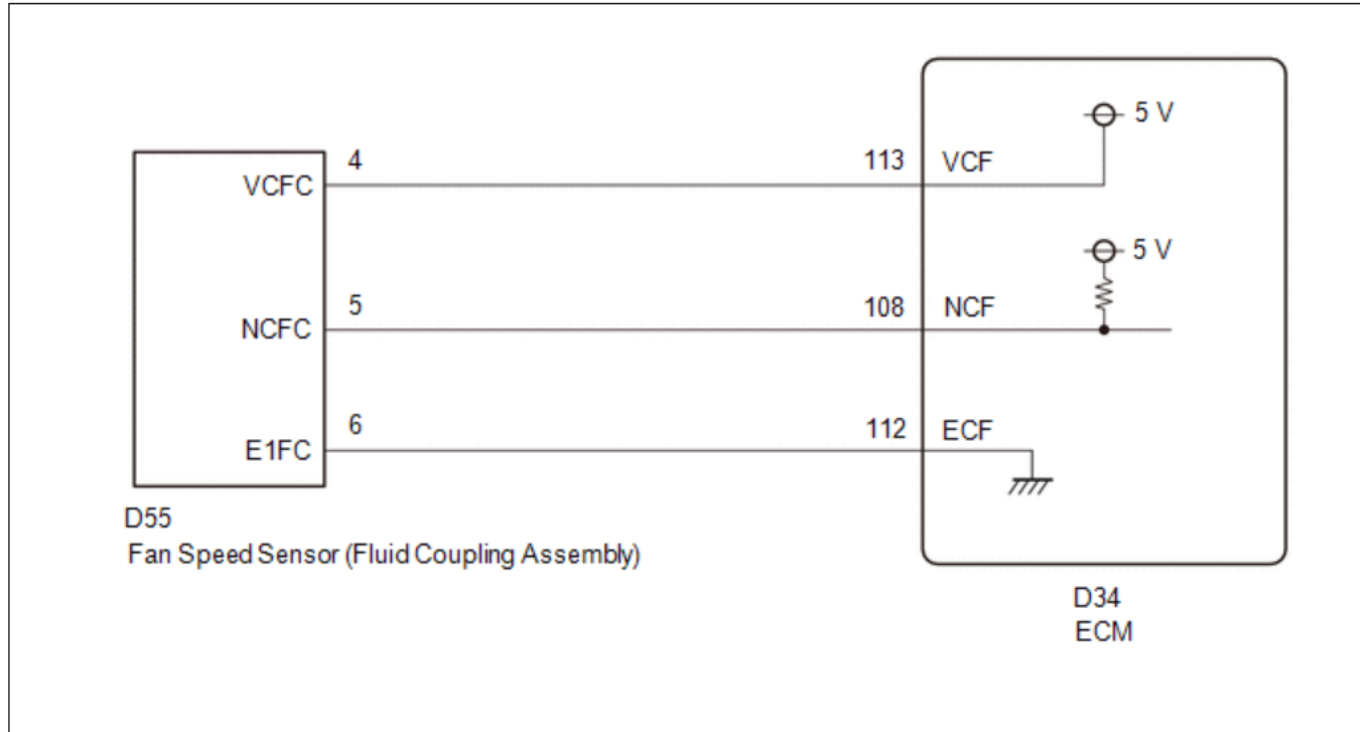 5 V
4
113
VCF
VCFC
5 V
5
108
NCF
NCFC
6
112
ECF
E1FC
D55
Fan Speed Sensor (Fluid Coupling Assembly)
D34
ECM